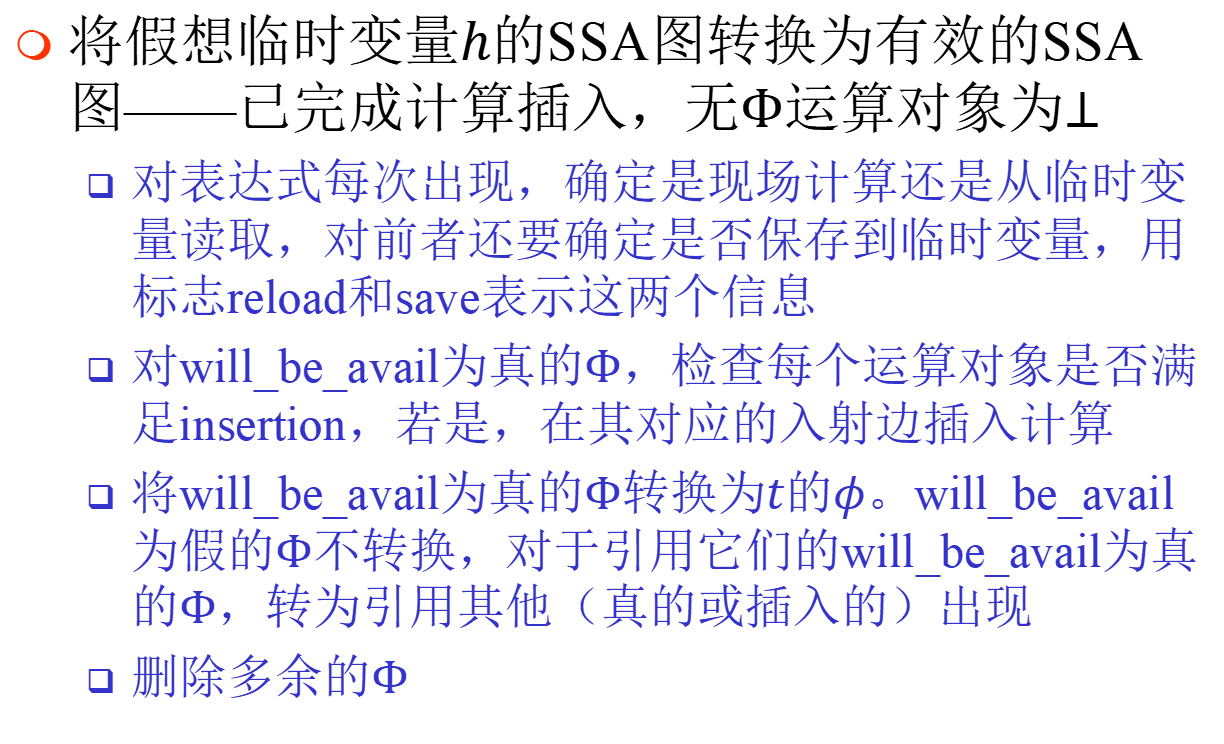 将假想临时变量ℎ的SSA图转换为有效的SSA
图——已完成计算插入，无Φ运算对象为⊥
对表达式每次出现，确定是现场计算还是从临时变
量读取，对前者还要确定是否保存到临时变量，用
标志reload和save表示这两个信息
对will_be_avail为真的Φ，检查每个运算对象是否满
足insertion，若是，在其对应的入射边插入计算
将will_be_avail为真的Φ转换为𝑡的𝜙。will_be_avail
为假的Φ不转换，对于引用它们的will_be_avail为真
的Φ，转为引用其他（真的或插入的）出现
删除多余的Φ